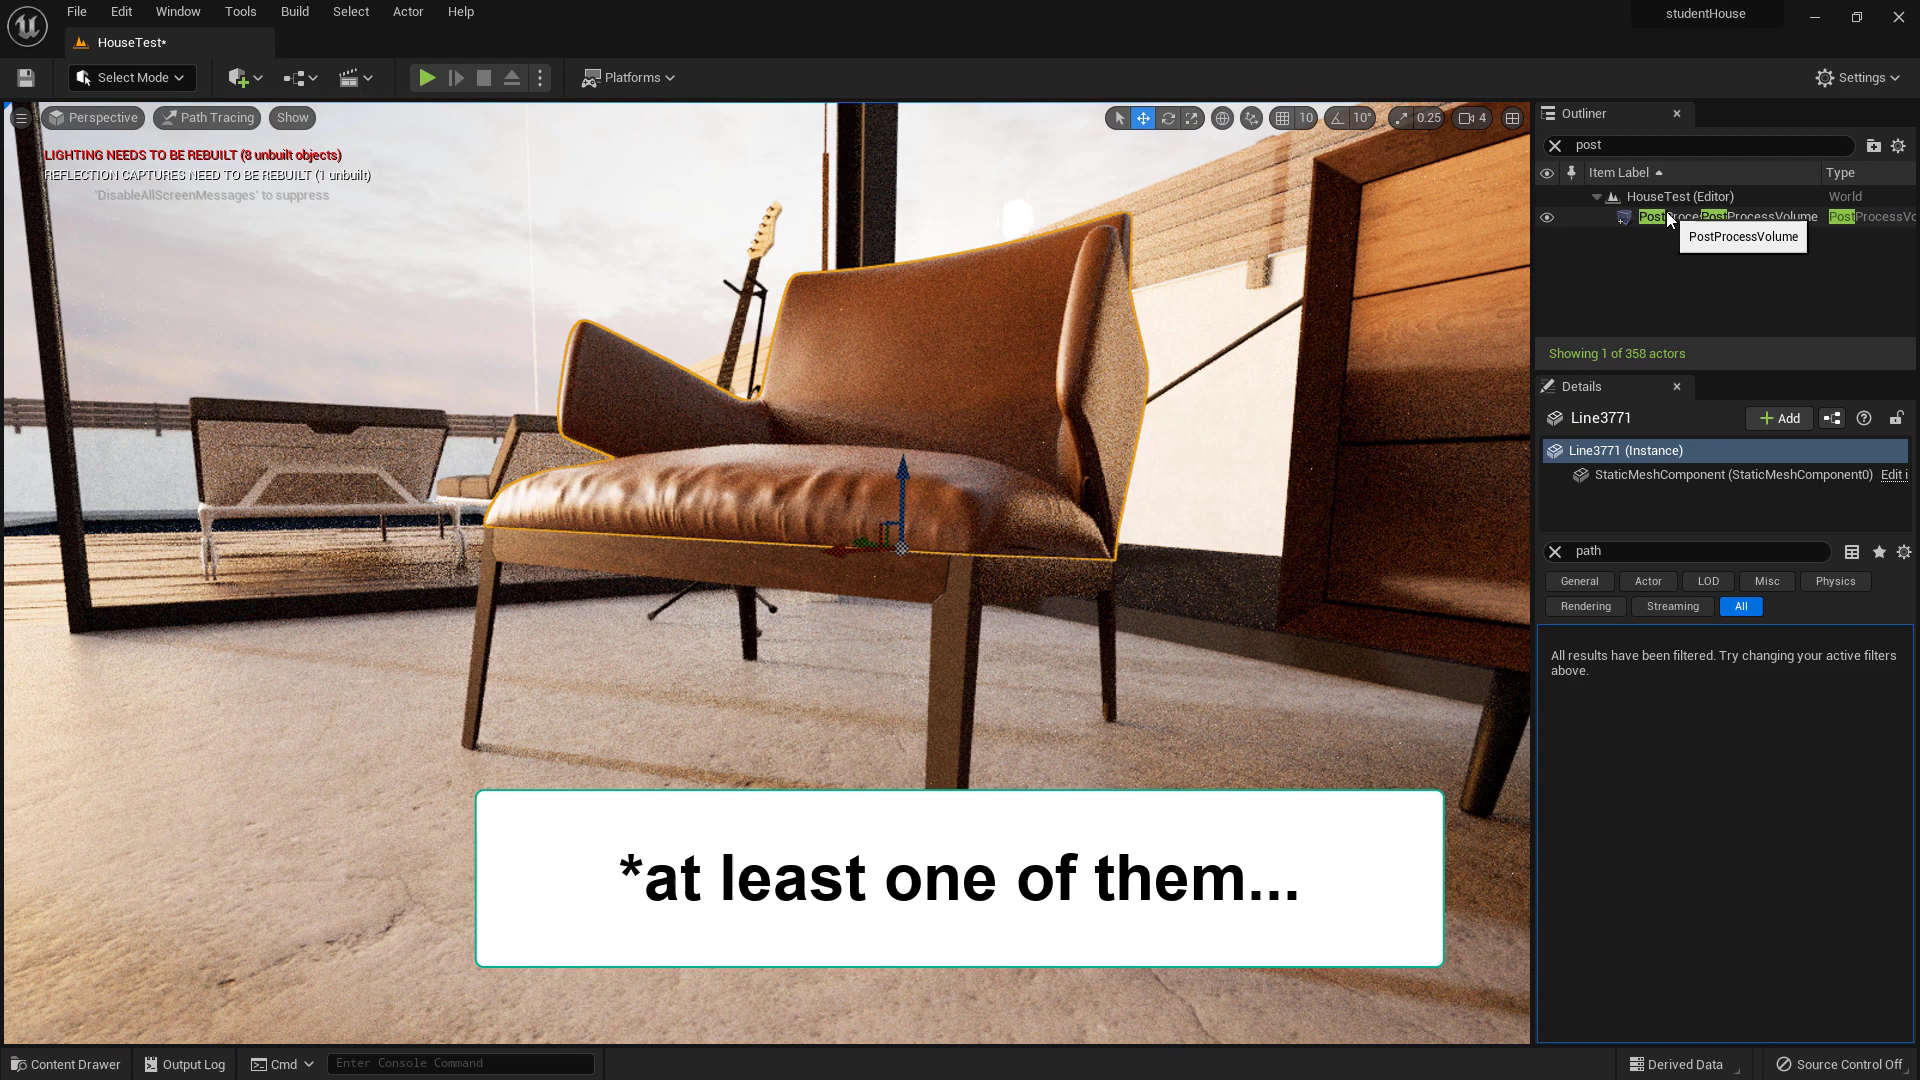 File Edit Window Tools Build Select Actor Help
studentHouse
HouseTest*
Select Mode
Platforms
Settings
Perspective Path Tracing Show
10 10° 0.25 4
LIGHTING NEEDS TO BE REBUILT (8 unbuilt objects)
REFLECTION CAPTURES NEED TO BE REBUILT (1 unbuilt)
'DisableAllScreenMessages' to suppress
Outliner
post
Item Label Type
HouseTest (Editor) World
PostProcePostProcessVolume PostProcessVo
PostProcessVolume
Showing 1 of 358 actors
Details
Line3771
Add
Line3771 (Instance)
StaticMeshComponent (StaticMeshComponent0) Edit i
path
General Actor LOD Misc Physics
Rendering Streaming All
All results have been filtered. Try changing your active filters
above.
*at least one of them...
Content Drawer Output Log Cmd Enter Console Command
Derived Data Source Control Off